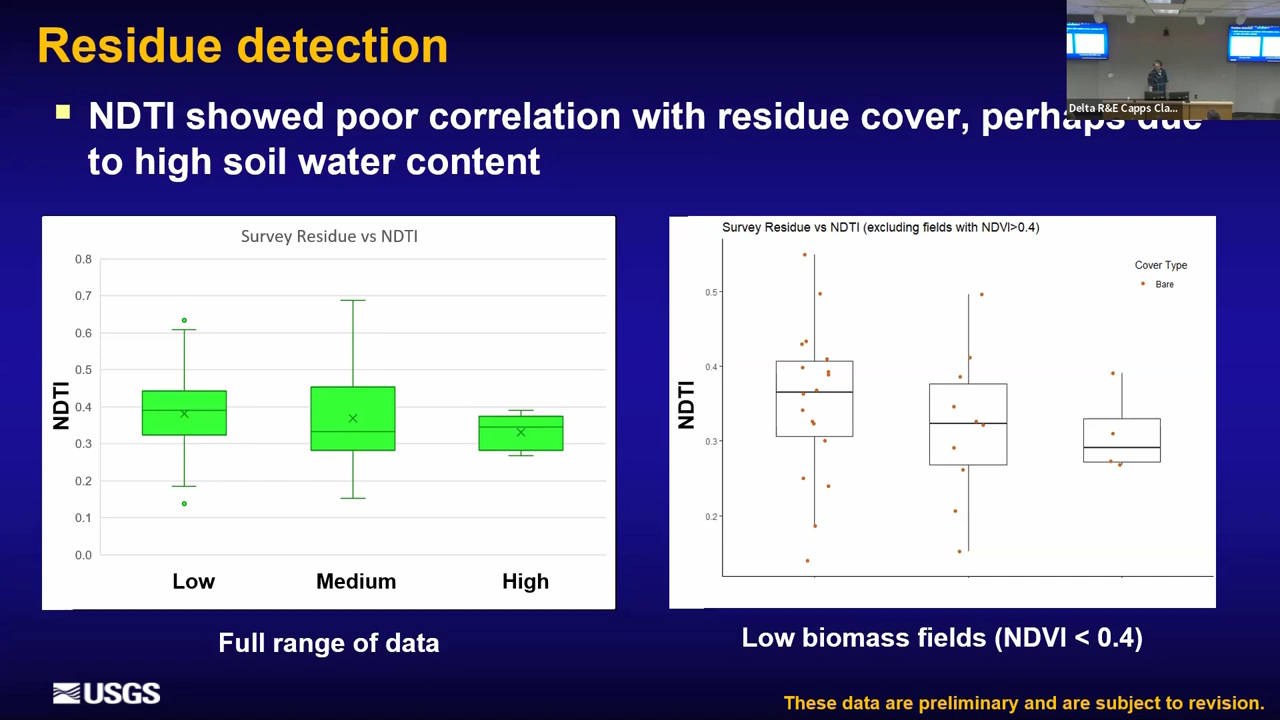 Residue detection
NDTI showed poor correlation with residue cover, perhaps due
to high soil water content
Delta R&E Capps Cla...
Survey Residue vs NDTI
NDTI
0.8
0.7
0.6
0.5
0.4
0.3
0.2
0.1
0.0
Low Medium High
Full range of data
Survey Residue vs NDTI (excluding fields with NDVI>0.4)
Cover Type
Bare
NDTI
0.5
0.4
0.3
0.2
Low biomass fields (NDVI < 0.4)
USGS
These data are preliminary and are subject to revision.